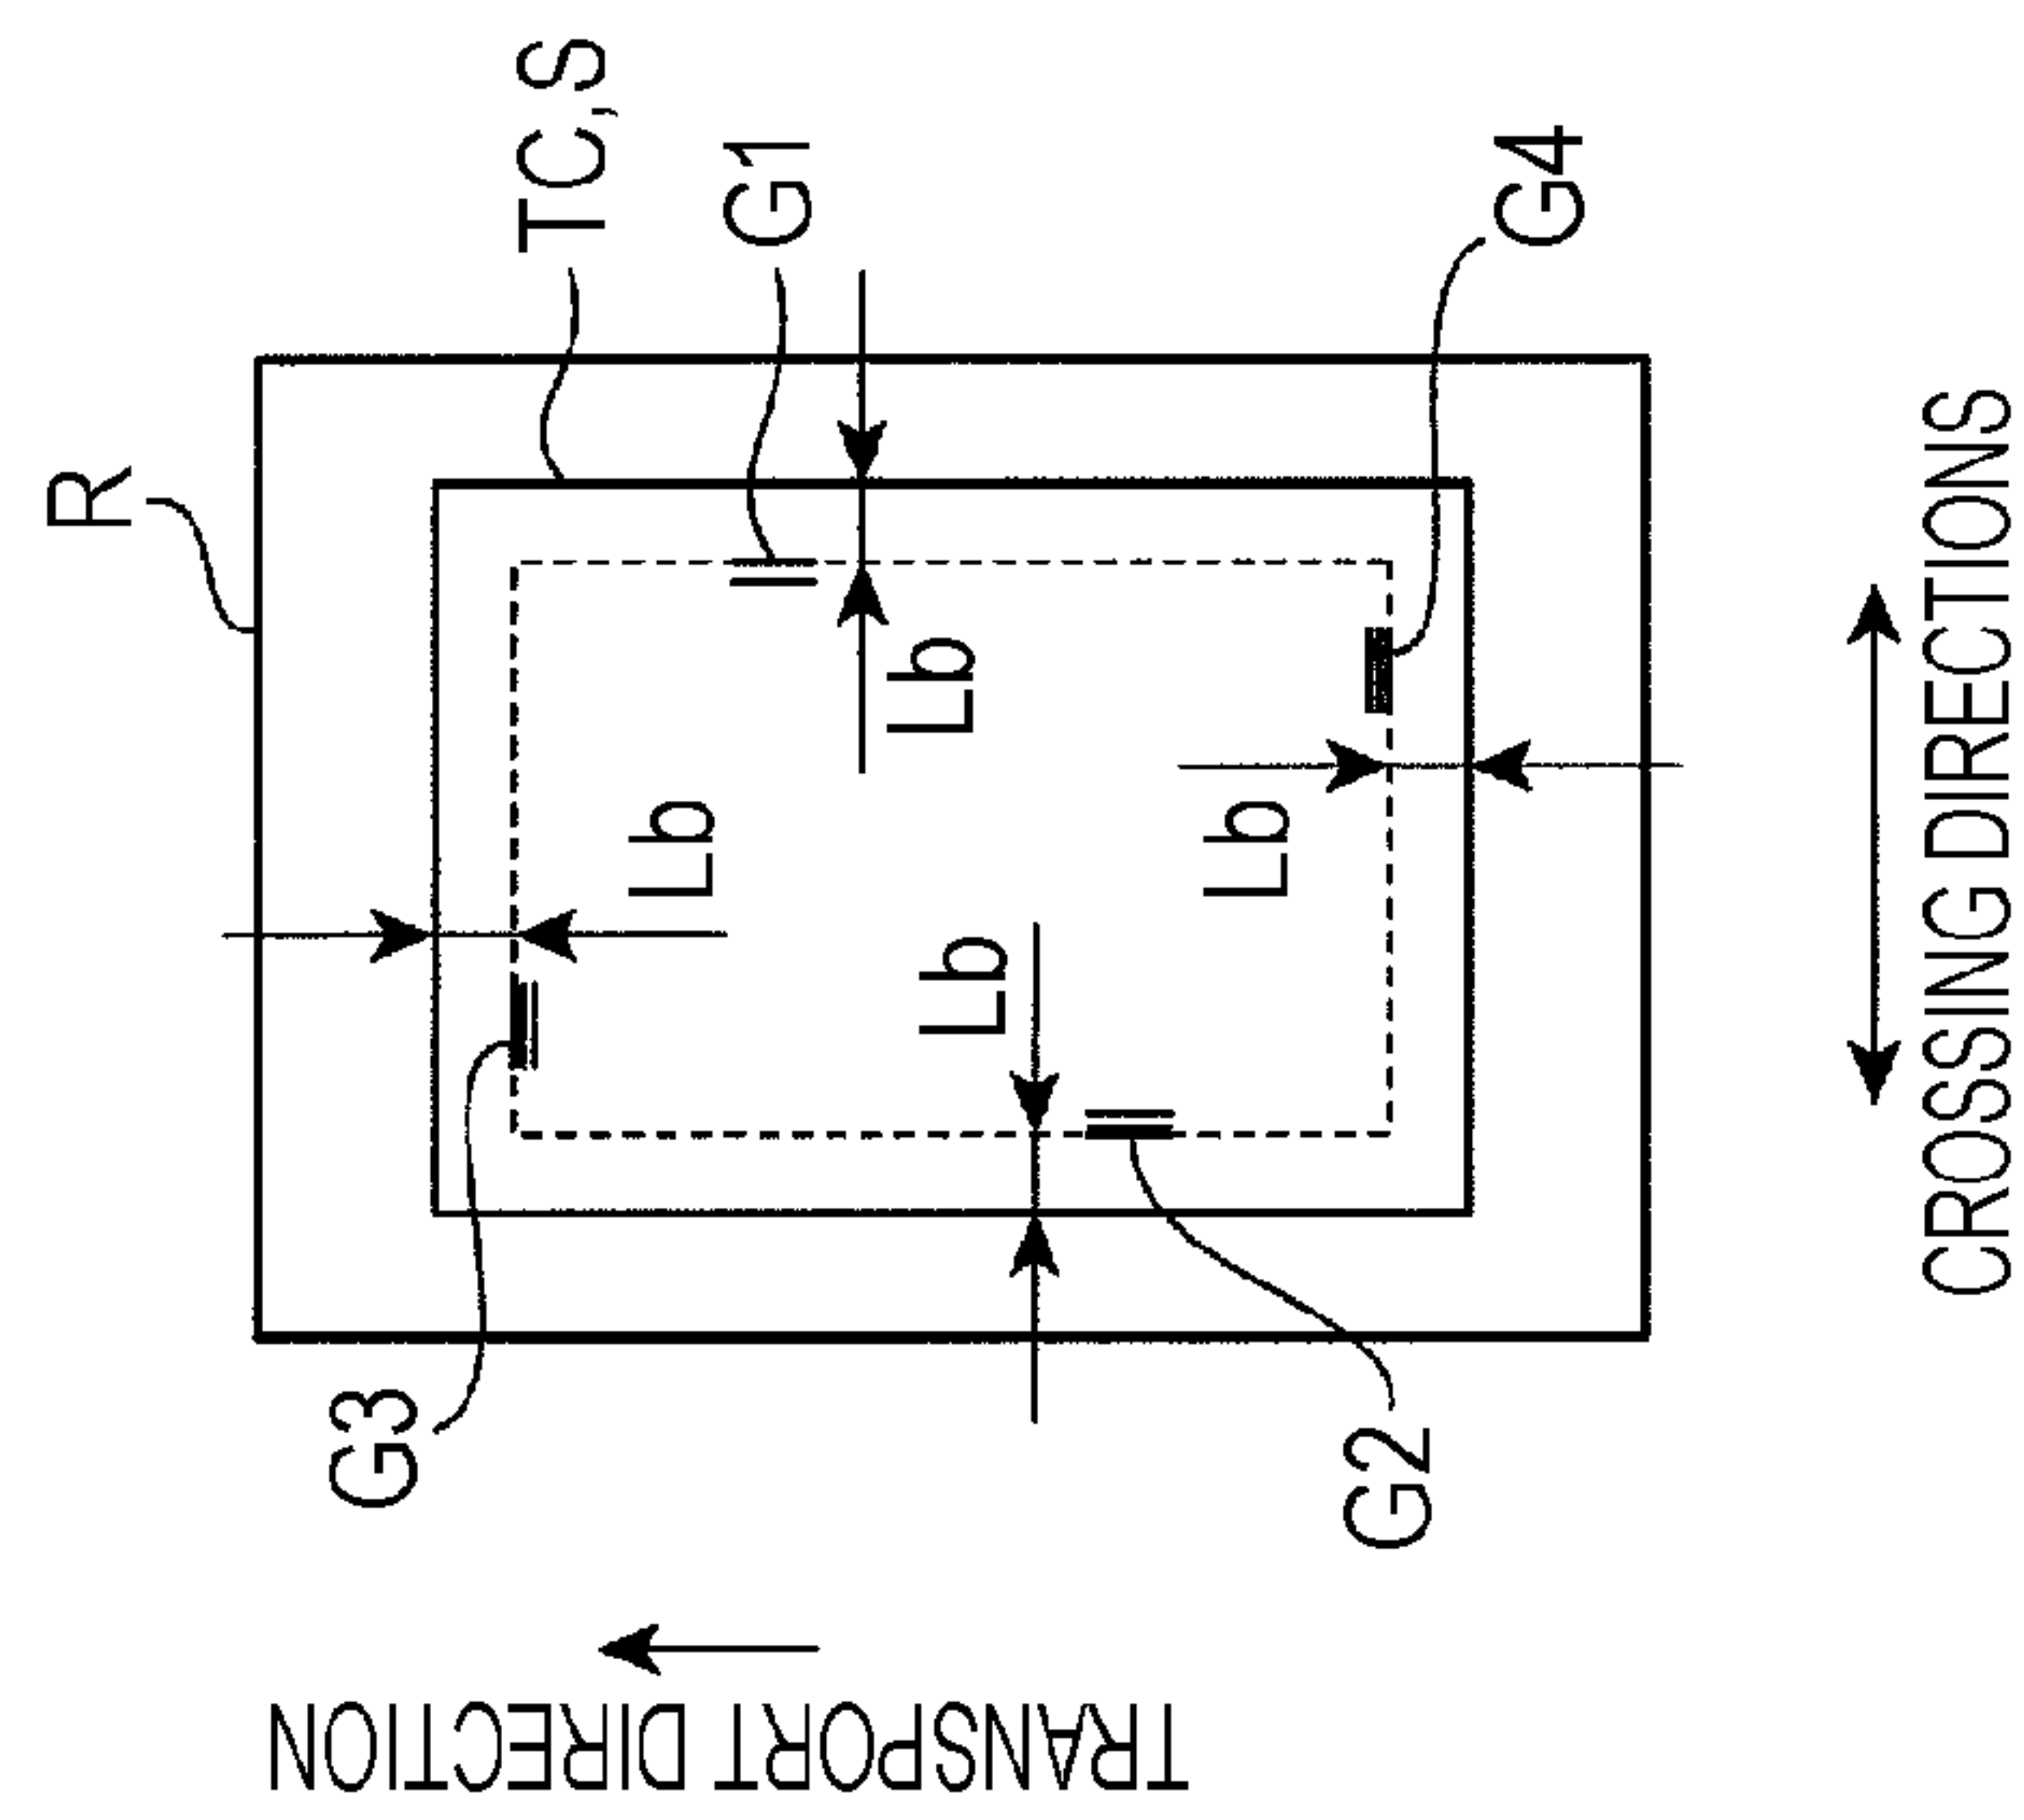 R
G3
TC,S
Lb
G1
TRANSPORT DIRECTION
Lb
Lb
Lb
G2
G4
CROSSING DIRECTIONS